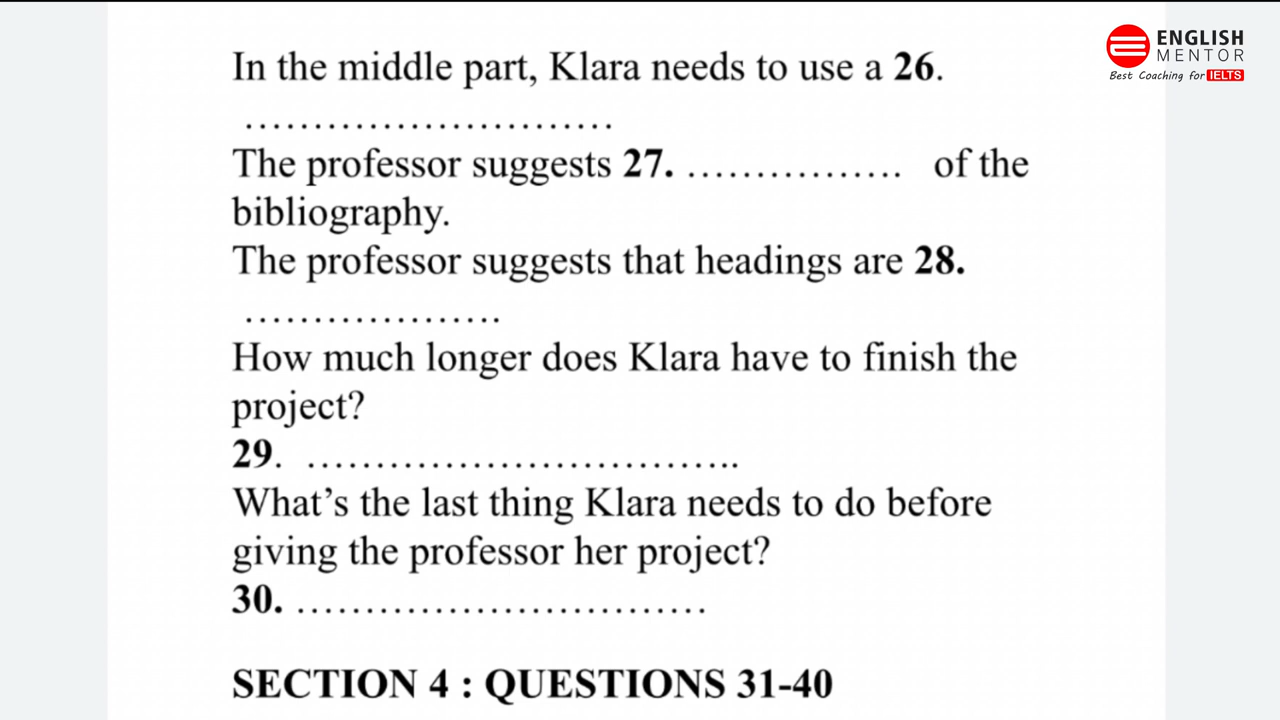 ENGLISH
MENTOR
Best Coaching for IELTS
In the middle part, Klara needs to use a 26.
...........................
The professor suggests 27. ................ of the
bibliography.
The professor suggests that headings are 28.
...................
How much longer does Klara have to finish the
project?
29. ................................
What’s the last thing Klara needs to do before
giving the professor her project?
30. ..............................
SECTION 4 : QUESTIONS 31-40